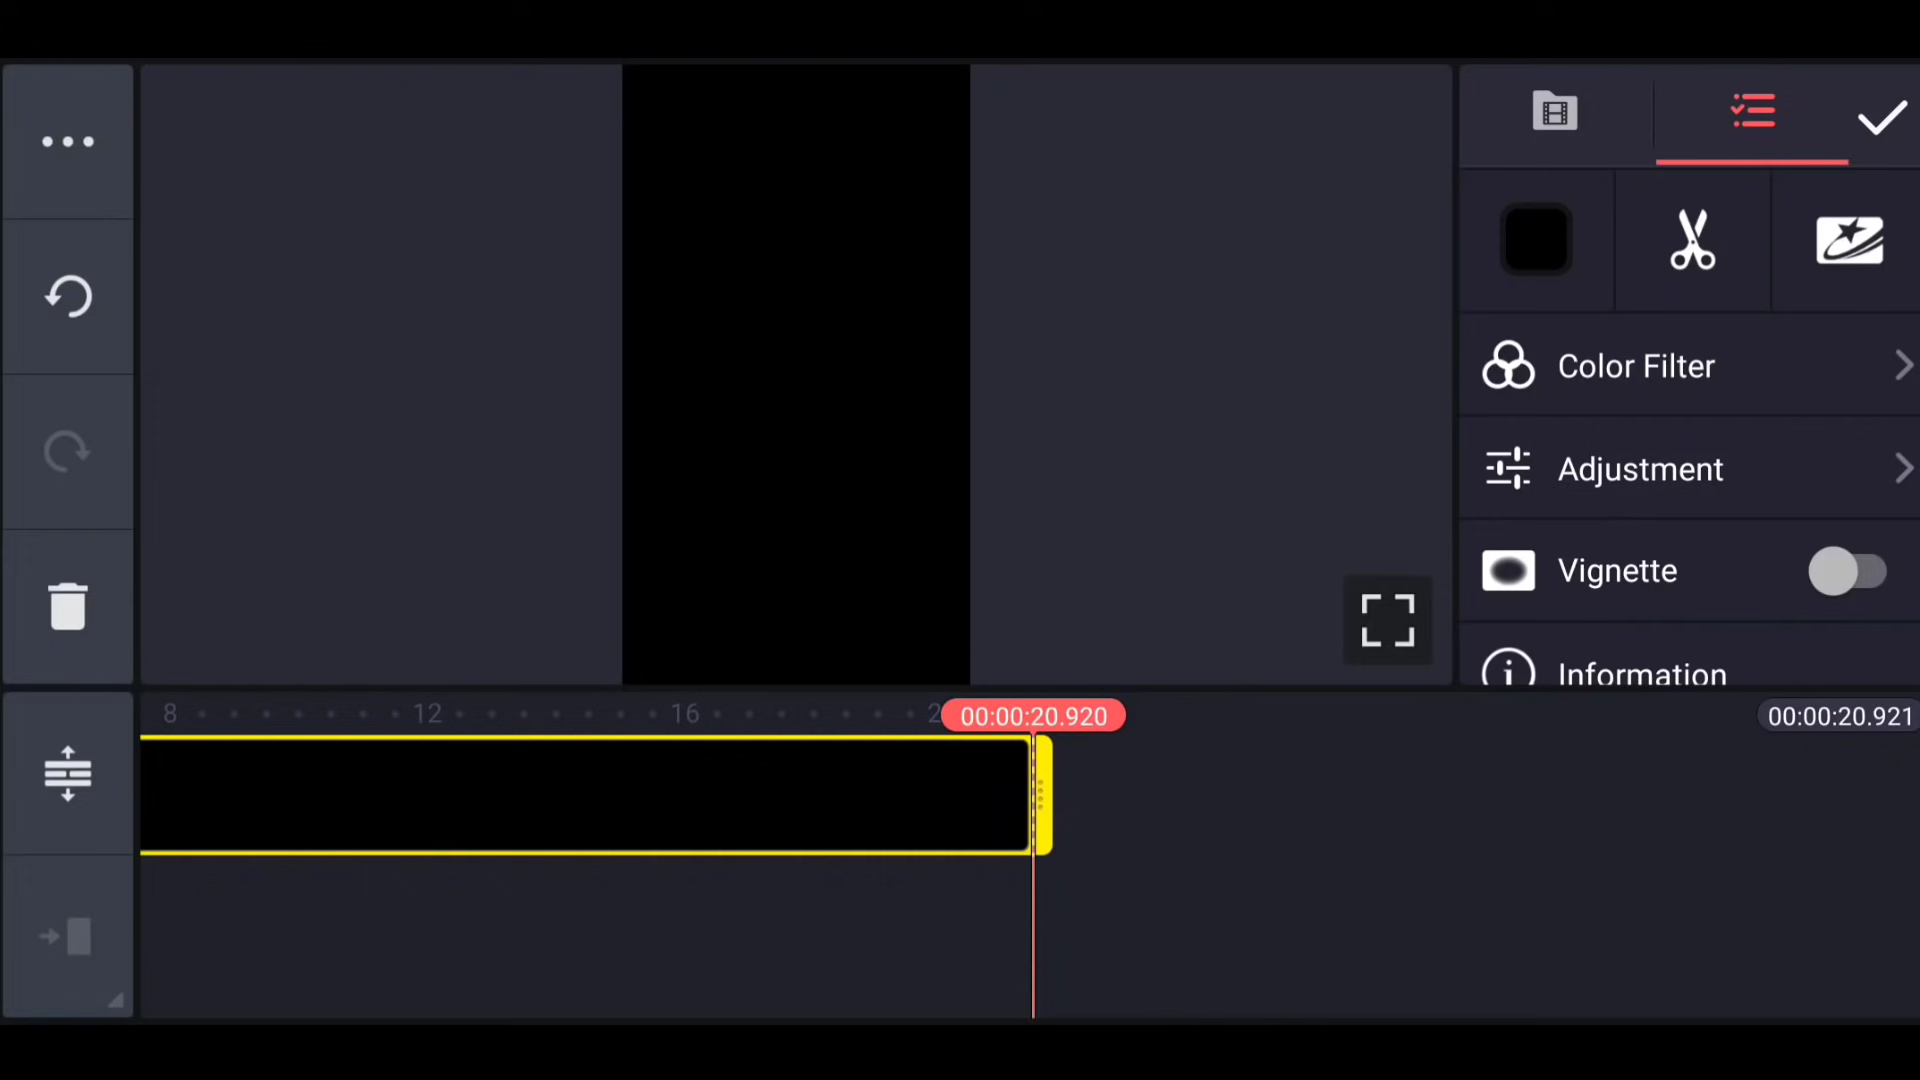 Color Filter
Adjustment
Vignette
Information
8 12 16 2
00:00:20.920
00:00:20.921